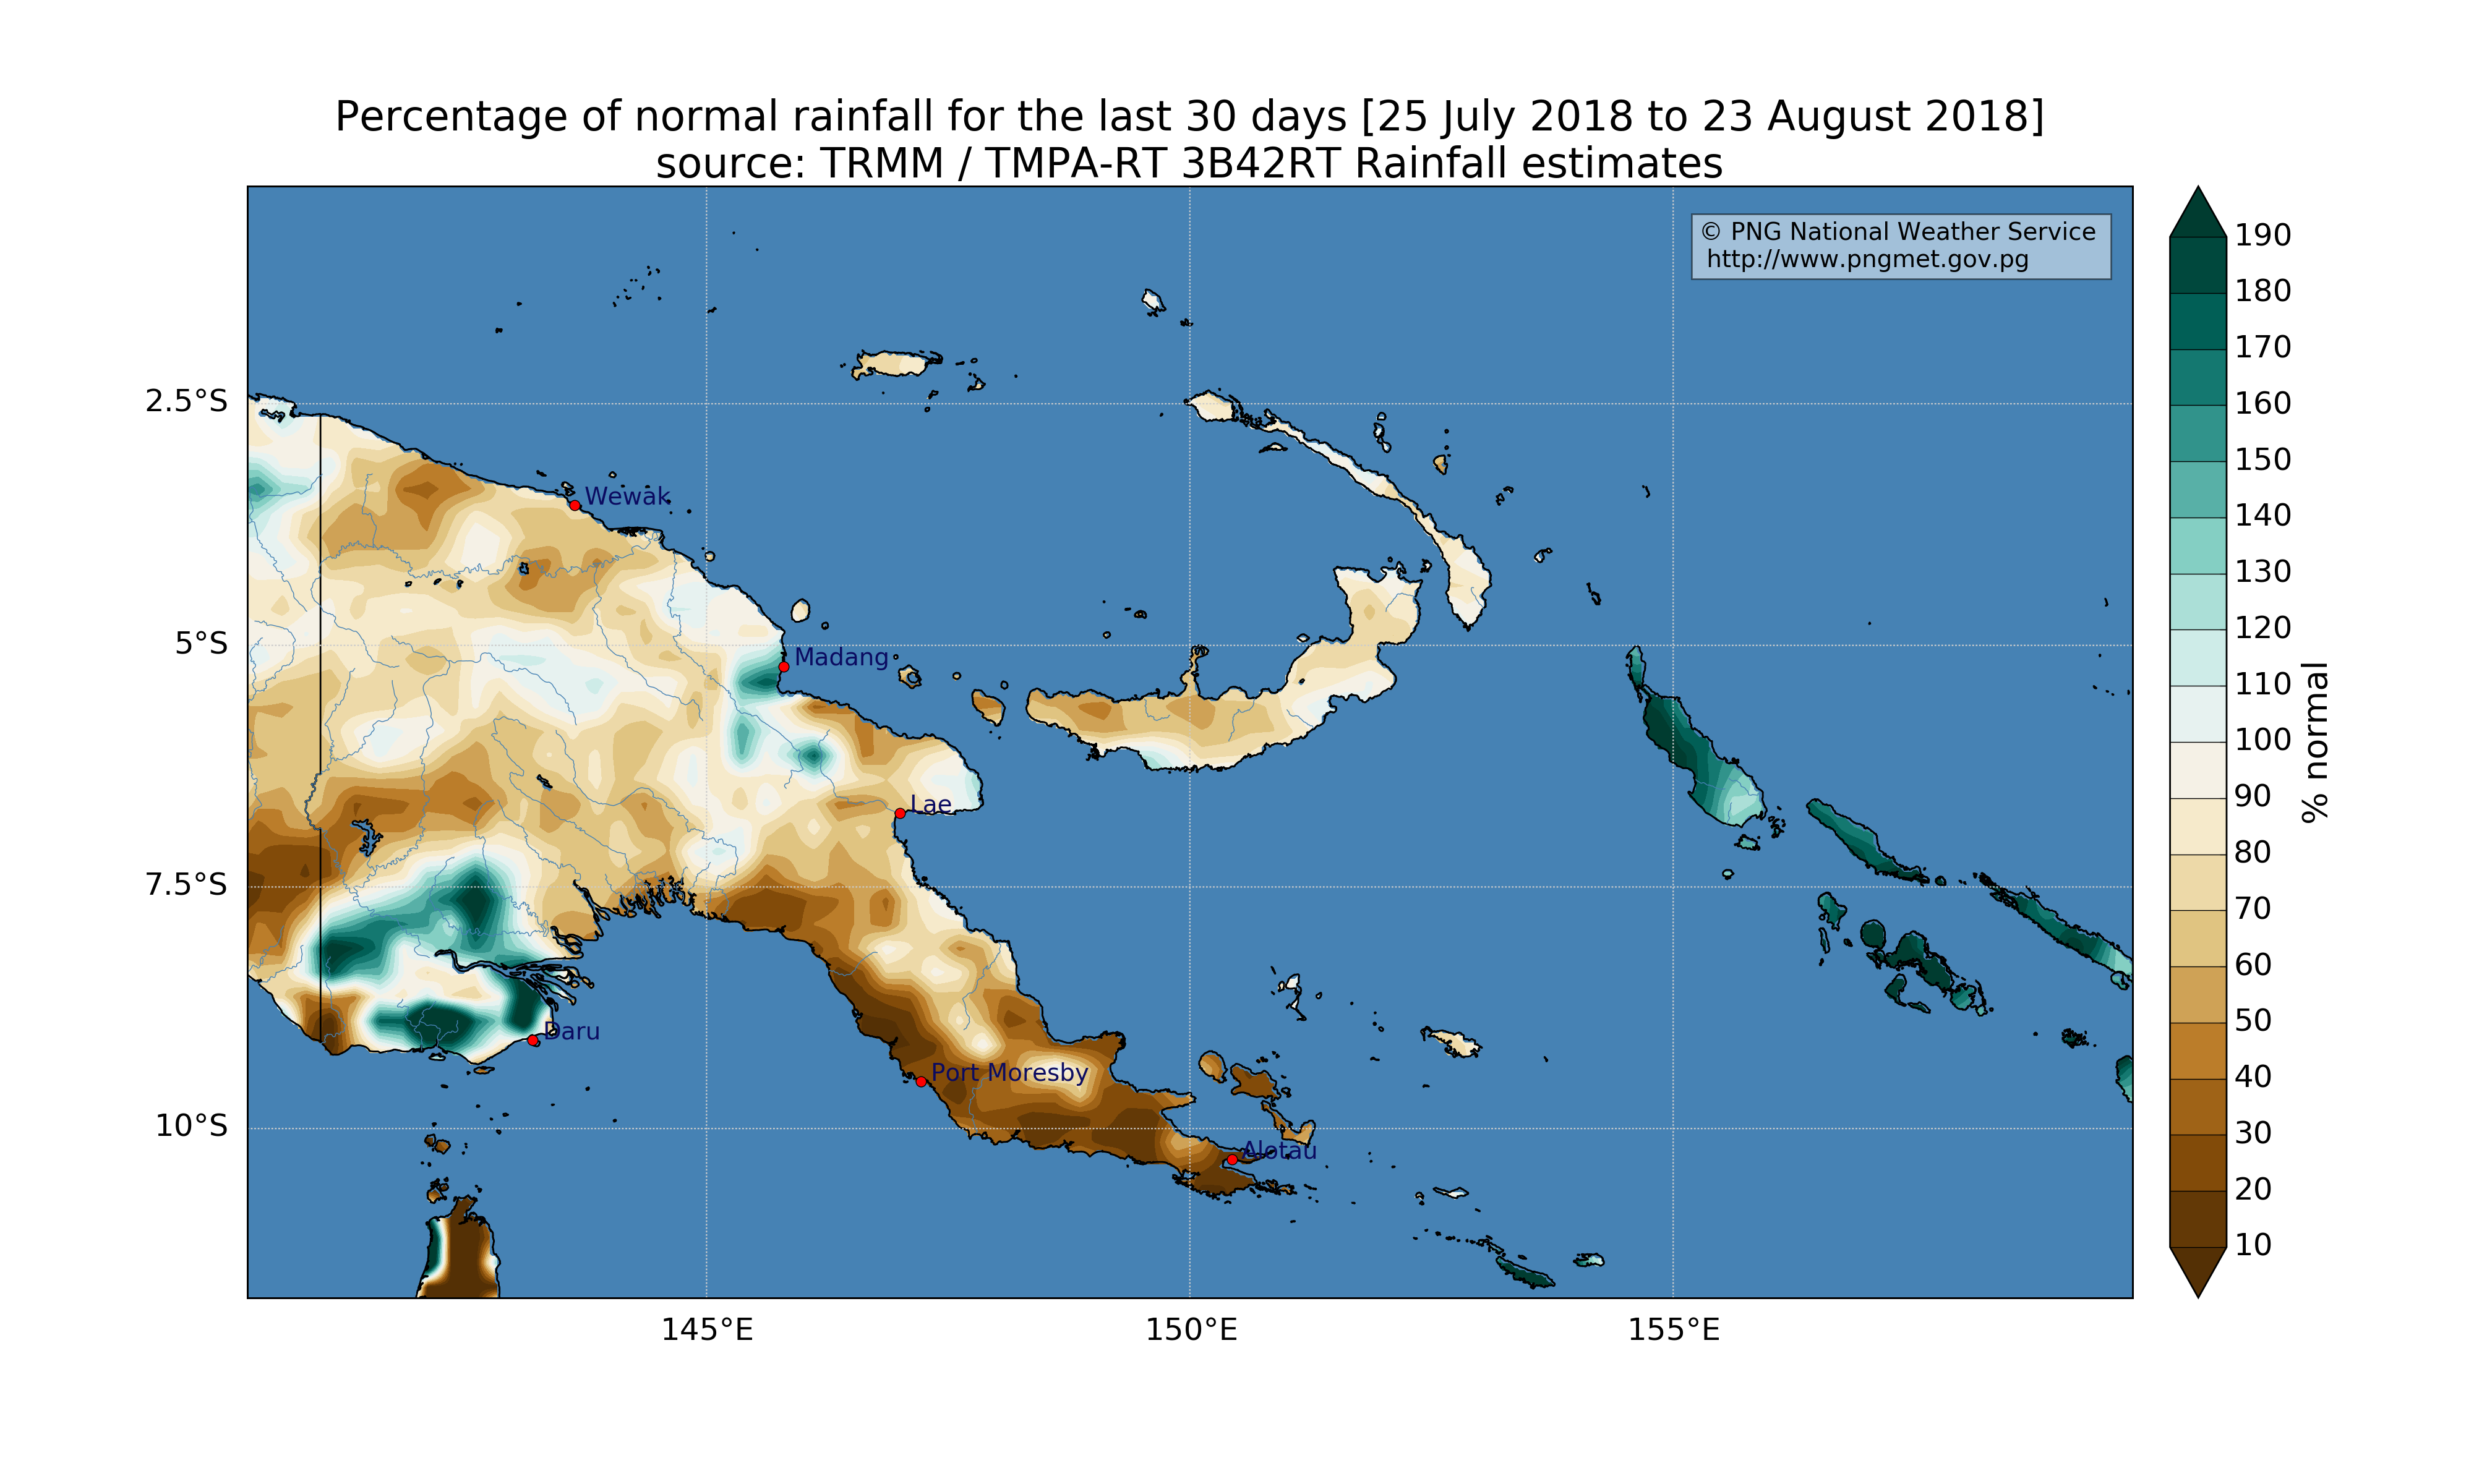 Percentage of normal rainfall for the last 30 days [25 July 2018 to 23 August 2018]
source: TRMM / TMPA-RT 3B42RT Rainfall estimates
© PNG National Weather Service
http://www.pngmet.gov.pg
190
180
170
160
150
140
130
120
110
100
90
80
70
60
50
40
30
20
10
% normal
2.5°S
5°S
7.5°S
10°S
Wewak
Madang
Lae
Daru
Port Moresby
Alotau
145°E
150°E
155°E